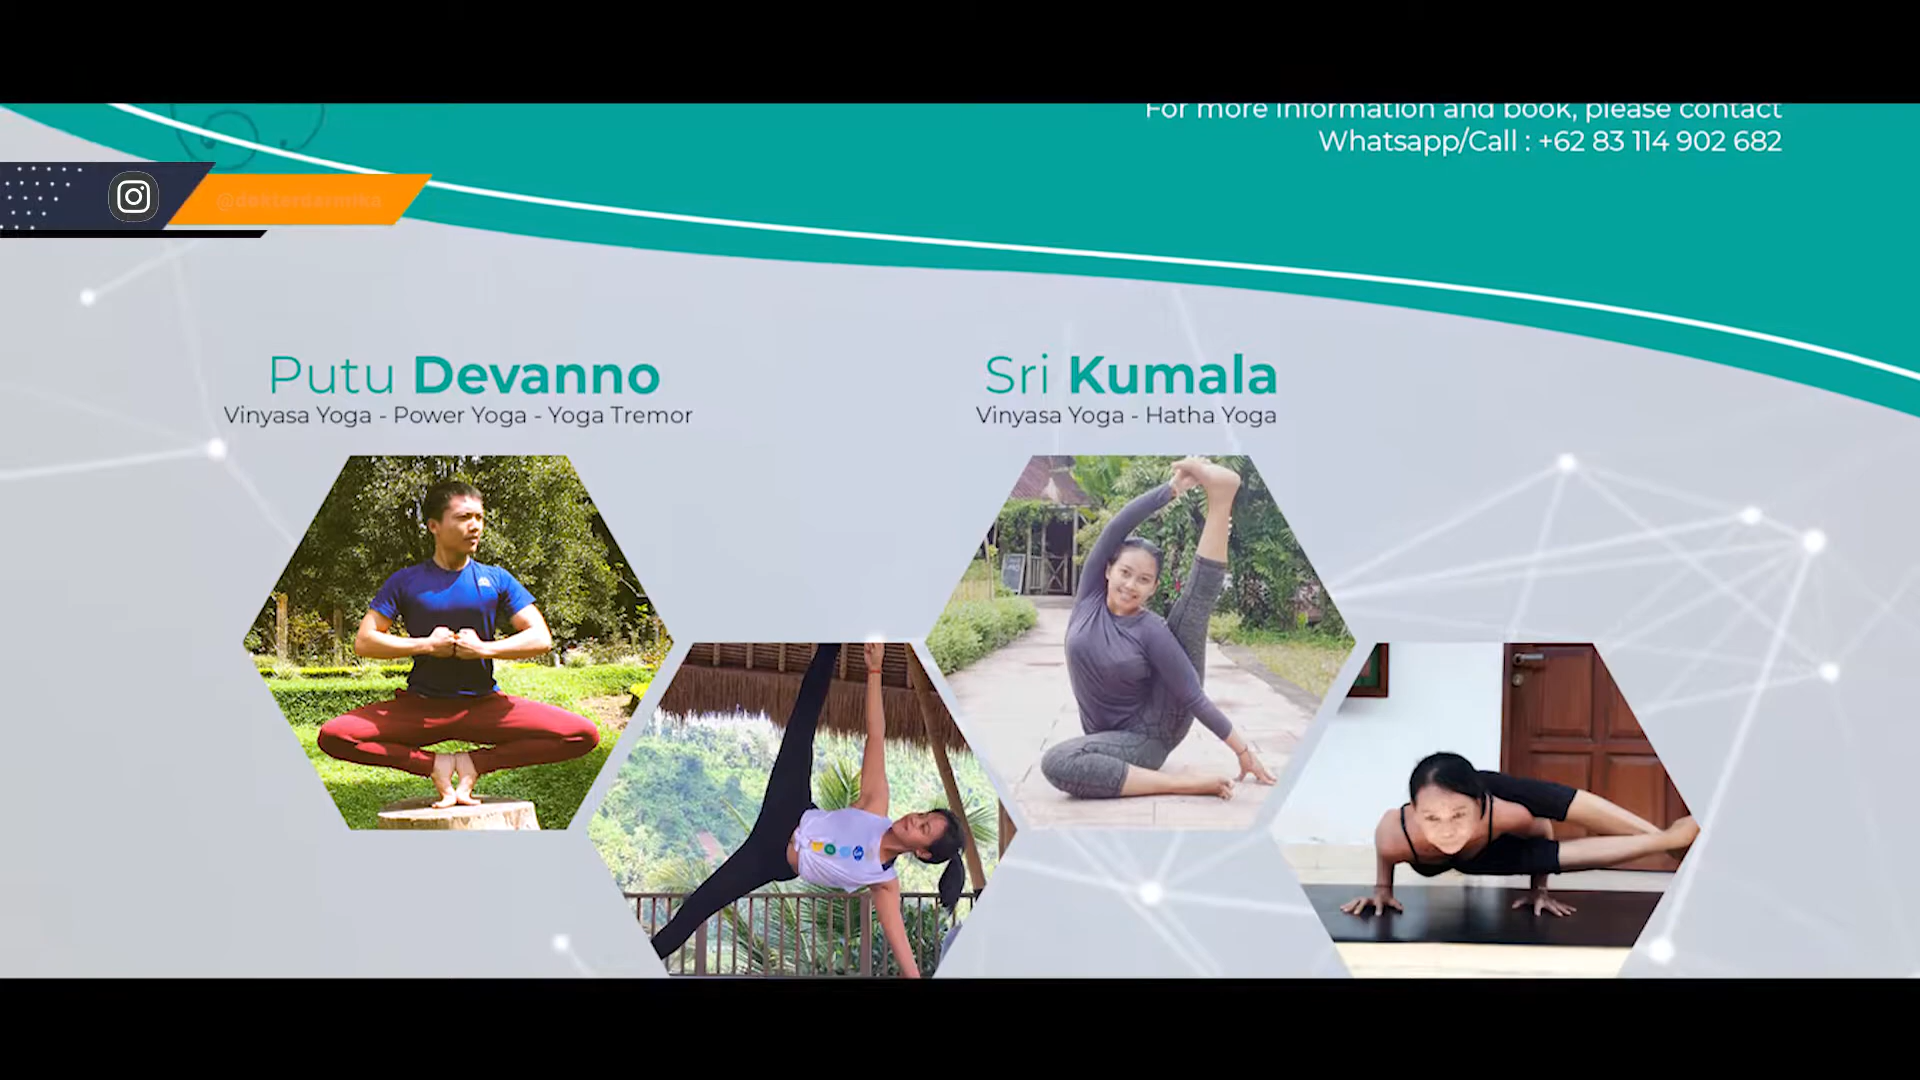 For more information and book, please contact
Whatsapp/Call : +62 83 114 902 682
@dokterdarmika
Putu Devanno
Vinyasa Yoga - Power Yoga - Yoga Tremor
Sri Kumala
Vinyasa Yoga - Hatha Yoga